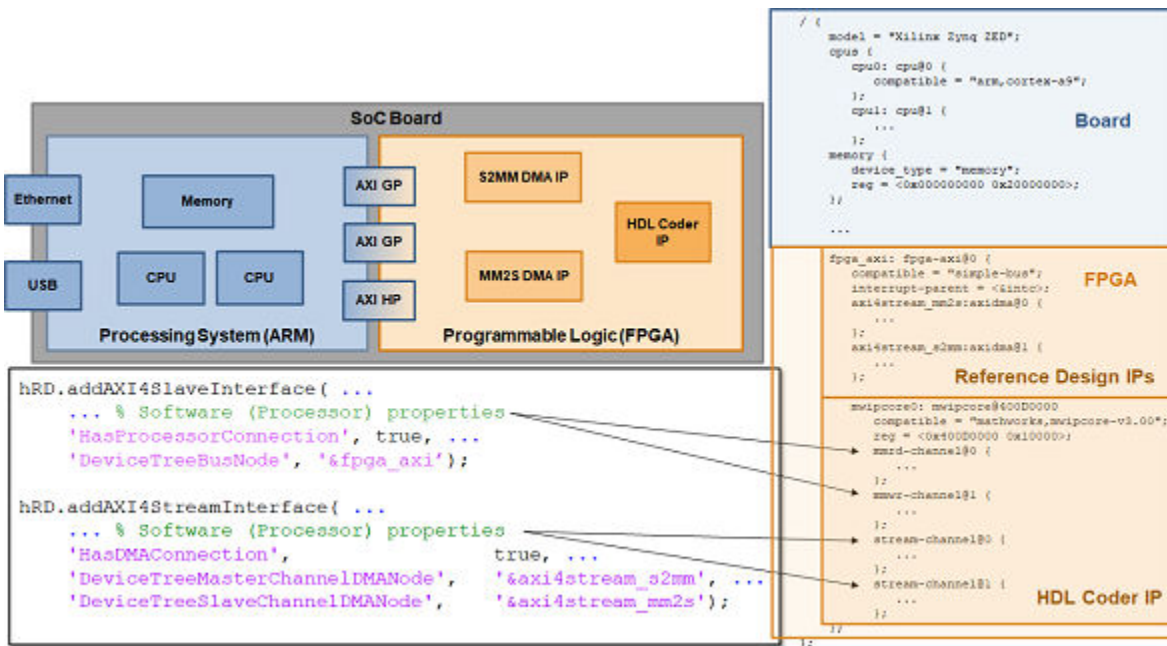 SoC Board
Ethernet
USB
Memory
CPU
CPU
Processing System (ARM)
AXI GP
AXI GP
AXI HP
S2MM DMA IP
MM2S DMA IP
HDL Coder
IP
Programmable Logic (FPGA)
hRD.addAXI4SlaveInterface( ...
... % Software (Processor) properties
'HasProcessorConnection', true, ...
'DeviceTreeBusNode', '&fpga_axi');
hRD.addAXI4StreamInterface( ...
... % Software (Processor) properties
'HasDMAConnection', true, ...
'DeviceTreeMasterChannelDMANode', '&axi4stream_s2mm', ...
'DeviceTreeSlaveChannelDMANode', '&axi4stream_mm2s');
/ {
model = "Xilinx Zynq ZED";
cpus {
cpu0: cpu@0 {
compatible = "arm,cortex-a9";
};
cpu1: cpu@1 {
...
};
Board
memory {
device_type = "memory";
reg = <0x000000000 0x20000000>;
};
...
fpga_axi: fpga-axi@0 {
FPGA
compatible = "simple-bus";
interrupt-parent = <&intc>;
axi4stream_mm2s:axidma@0 {
...
};
axi4stream_s2mm:axidma@1 {
...
};
Reference Design IPs
mwipcore0: mwipcore@400D0000
compatible = "mathworks,mwipcore-v3.00";
reg = <0x400D0000 0x10000>;
mmrd-channel@0 {
...
};
mmwr-channel@1 {
...
};
stream-channel@0 {
...
};
stream-channel@1 {
...
};
HDL Coder IP
};
};